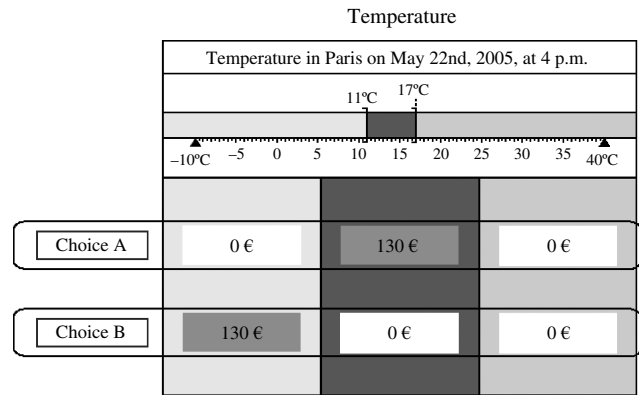 Temperature
Temperature in Paris on May 22nd, 2005, at 4 p.m.
11ºC 17ºC
–10ºC –5 0 5 10 15 20 25 30 35 40ºC
Choice A 0 € 130 € 0 €
Choice B 130 € 0 € 0 €